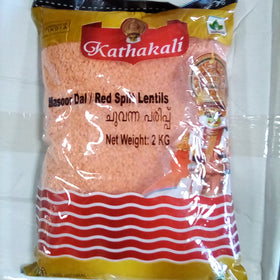 Kathakali
Masoor Dal / Red Split Lentils
ചുവന്ന പരിപ്പ്
Net Weight: 2 KG